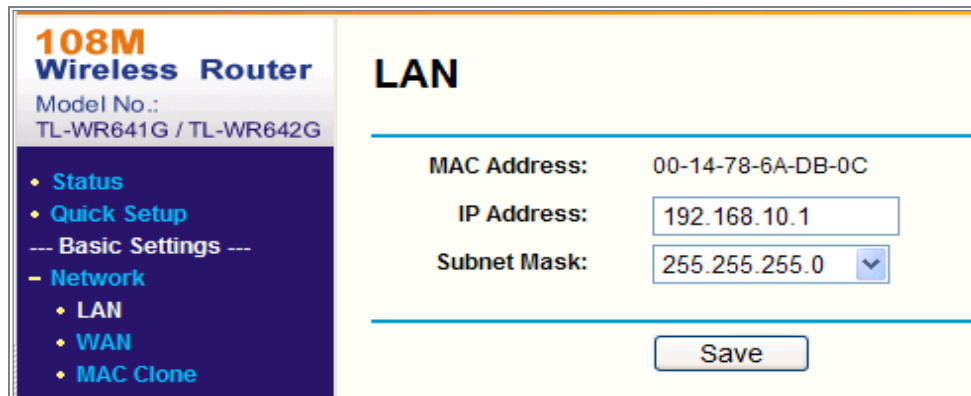 108M
Wireless Router
Model No.:
TL-WR641G / TL-WR642G
• Status
• Quick Setup
--- Basic Settings ---
– Network
• LAN
• WAN
• MAC Clone
LAN
MAC Address: 00-14-78-6A-DB-0C
IP Address: 192.168.10.1
Subnet Mask: 255.255.255.0
Save